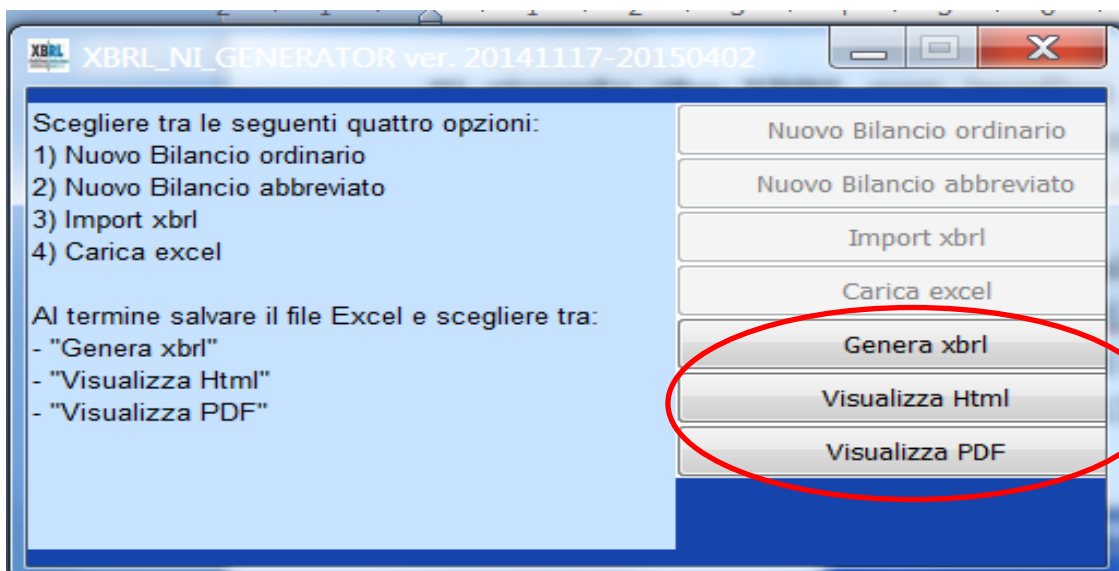 XBRL
XBRL_NI_GENERATOR ver. 20141117-20150402
Scegliere tra le seguenti quattro opzioni:
1) Nuovo Bilancio ordinario
2) Nuovo Bilancio abbreviato
3) Import xbrl
4) Carica excel
Al termine salvare il file Excel e scegliere tra:
- "Genera xbrl"
- "Visualizza Html"
- "Visualizza PDF"
Nuovo Bilancio ordinario
Nuovo Bilancio abbreviato
Import xbrl
Carica excel
Genera xbrl
Visualizza Html
Visualizza PDF